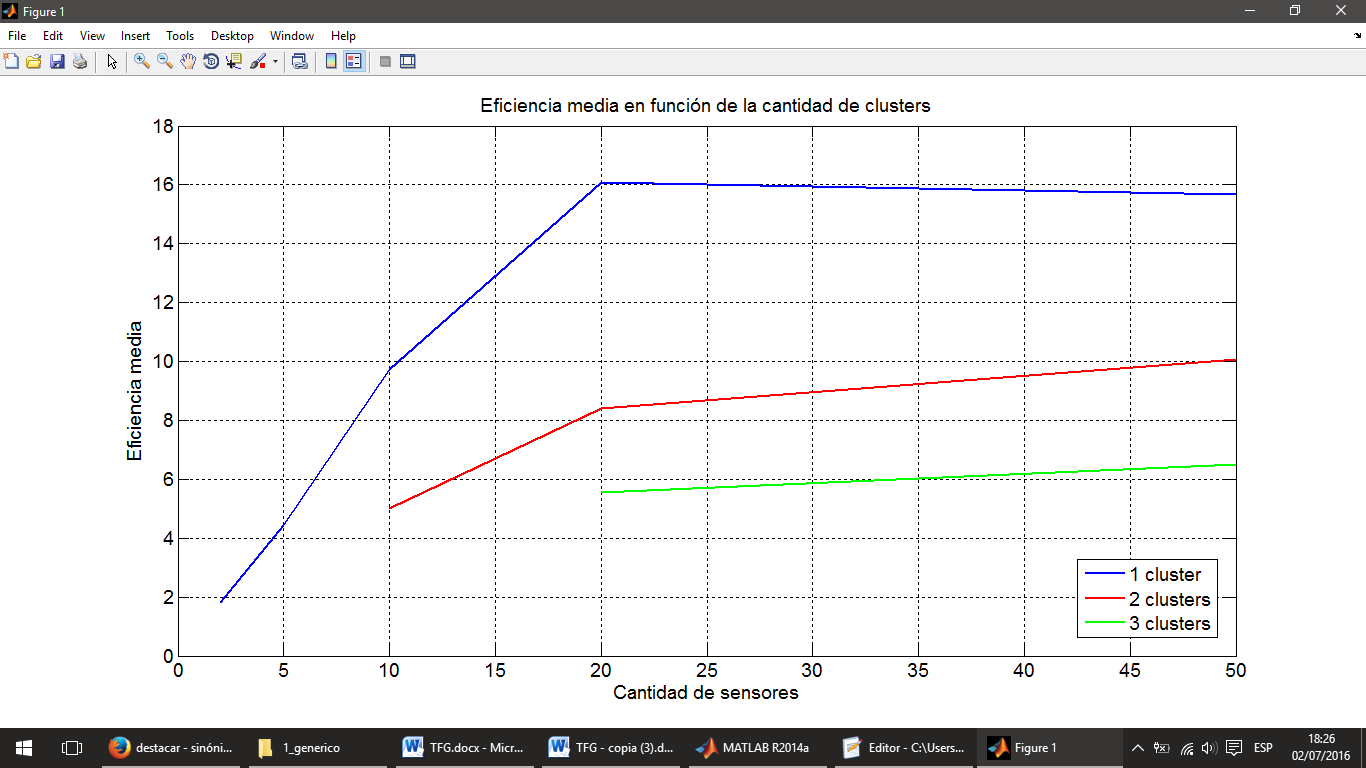 Figure 1
File Edit View Insert Tools Desktop Window Help
Eficiencia media en función de la cantidad de clusters
18
16
14
12
10
8
6
4
2
0
Eficiencia media
0 5 10 15 20 25 30 35 40 45 50
Cantidad de sensores
1 cluster
2 clusters
3 clusters
destacar - sinóni... 1_generico TFG.docx - Micr... TFG - copia (3).d... MATLAB R2014a Editor - C:\Users... Figure 1 ESP 18:26
02/07/2016